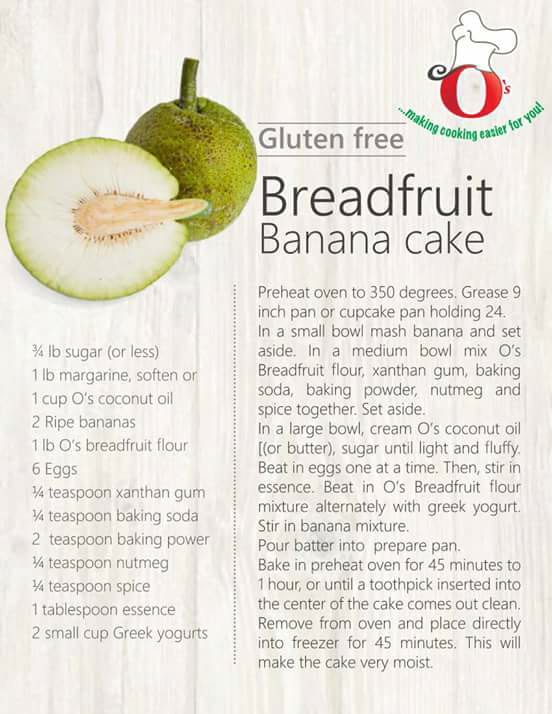 O's
...making cooking easier for you!
Gluten free
Breadfruit
Banana cake
¾ lb sugar (or less)
1 lb margarine, soften or
1 cup O’s coconut oil
2 Ripe bananas
1 lb O’s breadfruit flour
6 Eggs
¼ teaspoon xanthan gum
¼ teaspoon baking soda
2 teaspoon baking power
¼ teaspoon nutmeg
¼ teaspoon spice
1 tablespoon essence
2 small cup Greek yogurts
Preheat oven to 350 degrees. Grease 9
inch pan or cupcake pan holding 24.
In a small bowl mash banana and set
aside. In a medium bowl mix O’s
Breadfruit flour, xanthan gum, baking
soda, baking powder, nutmeg and
spice together. Set aside.
In a large bowl, cream O’s coconut oil
[(or butter), sugar until light and fluffy.
Beat in eggs one at a time. Then, stir in
essence. Beat in O’s Breadfruit flour
mixture alternately with greek yogurt.
Stir in banana mixture.
Pour batter into prepare pan.
Bake in preheat oven for 45 minutes to
1 hour, or until a toothpick inserted into
the center of the cake comes out clean.
Remove from oven and place directly
into freezer for 45 minutes. This will
make the cake very moist.